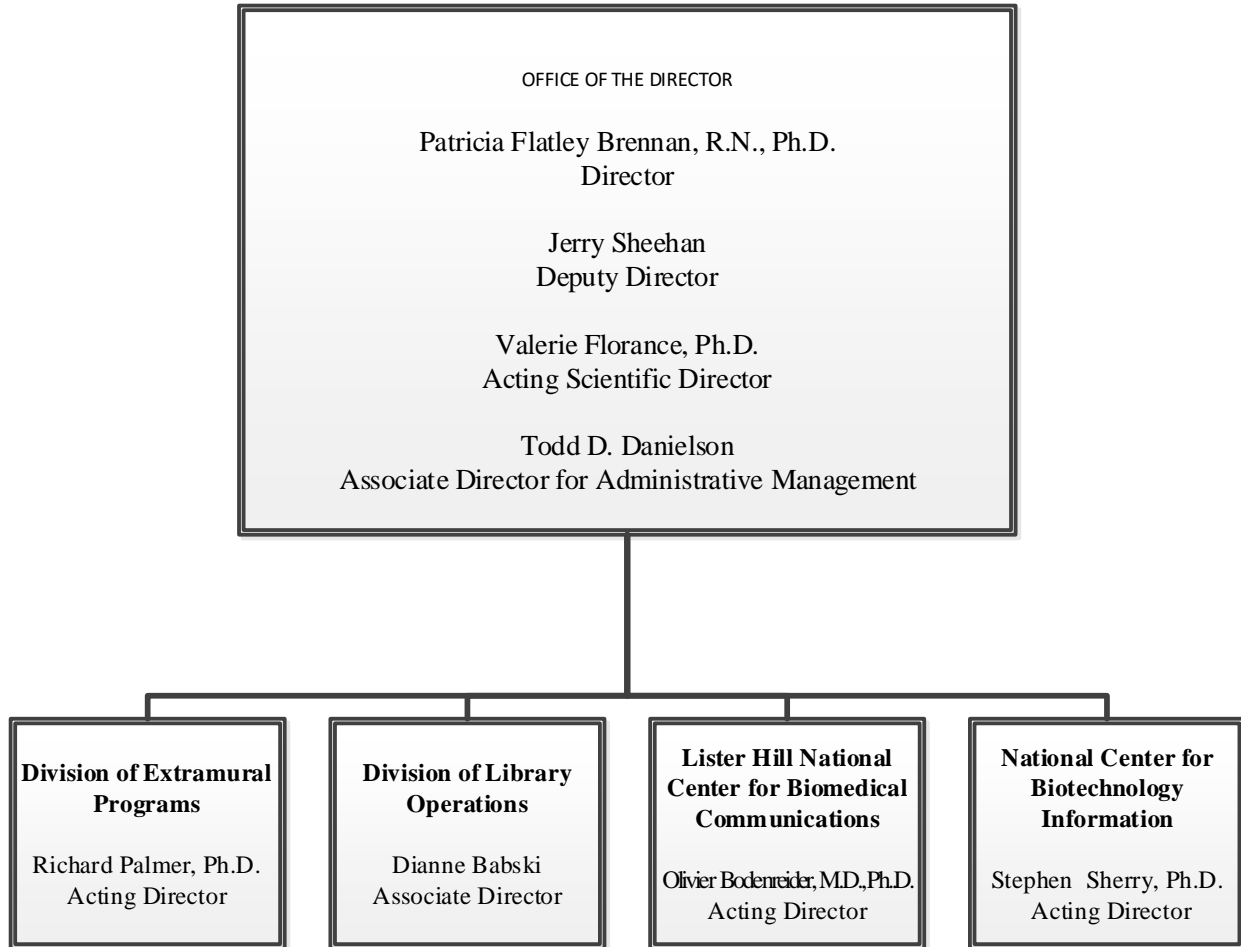 OFFICE OF THE DIRECTOR
Patricia Flatley Brennan, R.N., Ph.D.
Director
Jerry Sheehan
Deputy Director
Valerie Florance, Ph.D.
Acting Scientific Director
Todd D. Danielson
Associate Director for Administrative Management
Division of Extramural
Programs
Richard Palmer, Ph.D.
Acting Director
Division of Library
Operations
Dianne Babski
Associate Director
Lister Hill National
Center for Biomedical
Communications
Olivier Bodenreider, M.D.,Ph.D.
Acting Director
National Center for
Biotechnology
Information
Stephen Sherry, Ph.D.
Acting Director